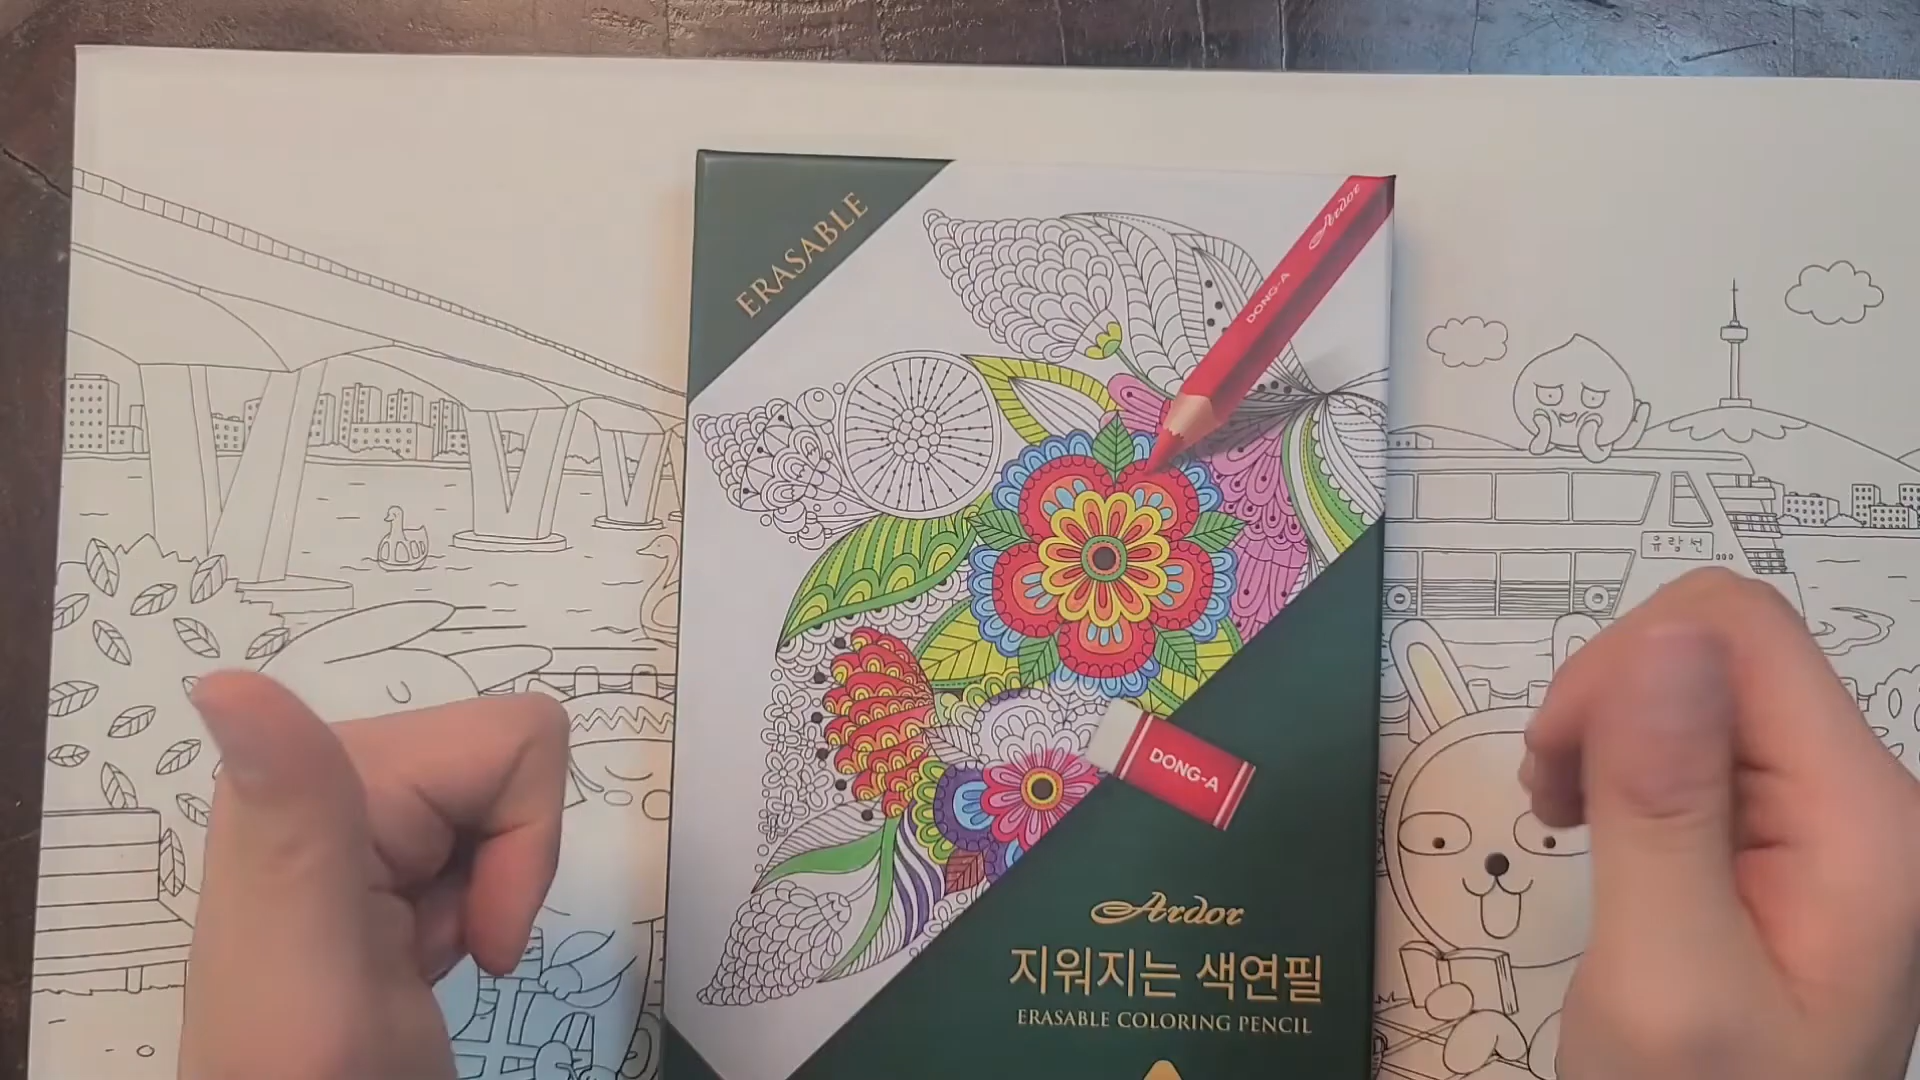 ERASABLE
Ardor
DONG-A
유람선
DONG-A
Ardor
지워지는 색연필
ERASABLE COLORING PENCIL